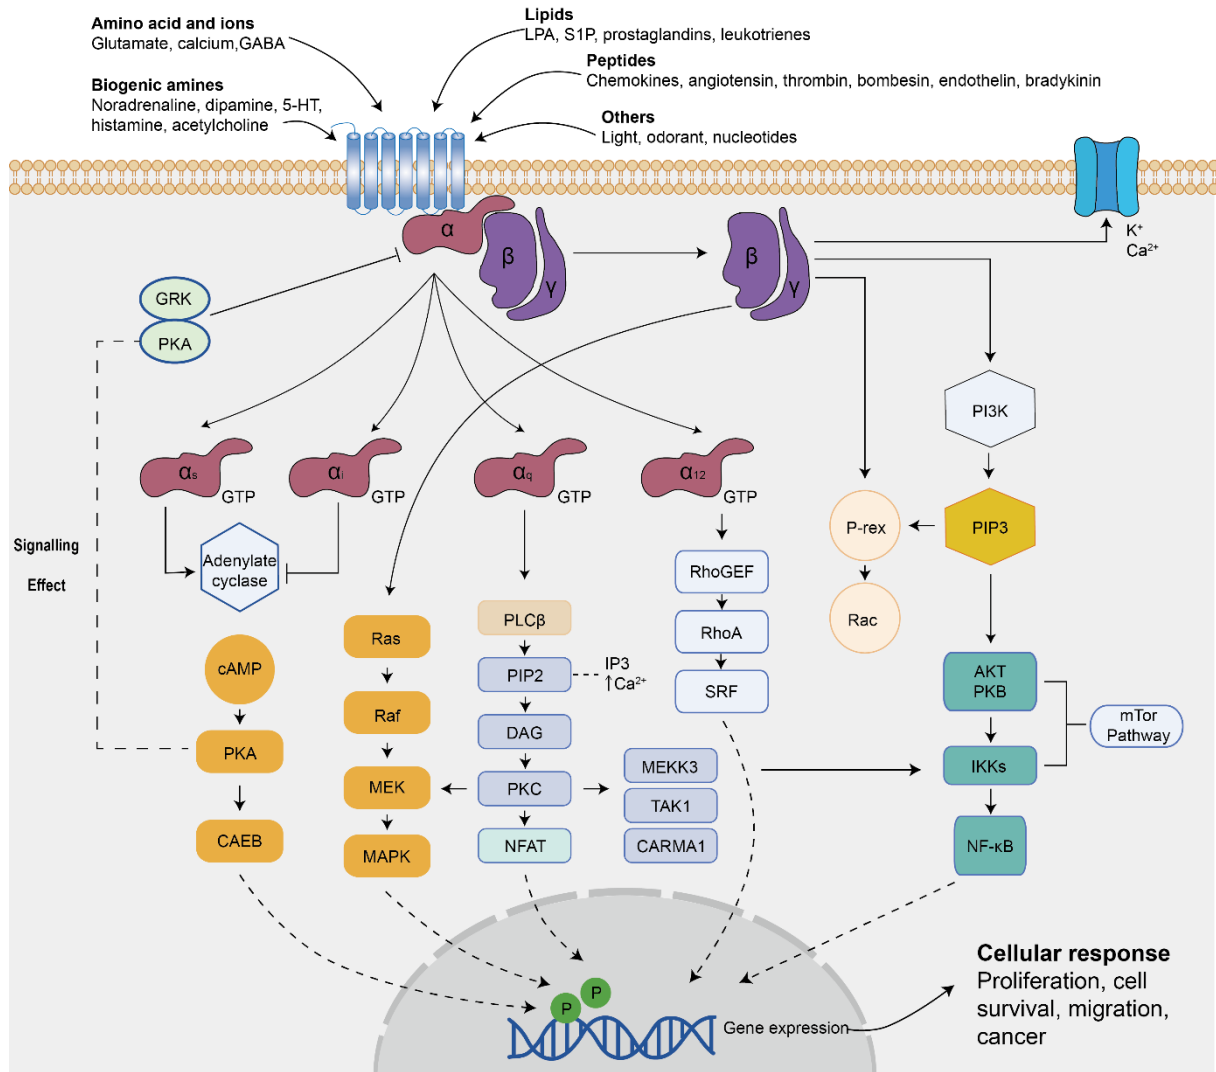 Amino acid and ions
Glutamate, calcium,GABA
Lipids
LPA, S1P, prostaglandins, leukotrienes
Biogenic amines
Noradrenaline, dipamine, 5-HT,
histamine, acetylcholine
Peptides
Chemokines, angiotensin, thrombin, bombesin, endothelin, bradykinin
Others
Light, odorant, nucleotides
α
β
γ
β
γ
K⁺
Ca²⁺
GRK
PKA
PI3K
αs
GTP
αi
GTP
αq
GTP
α12
GTP
Signalling
Effect
Adenylate
cyclase
P-rex
PIP3
RhoGEF
RhoA
SRF
Rac
cAMP
PKA
CAEB
Ras
Raf
MEK
MAPK
PLCβ
PIP2
IP3
↑Ca²⁺
DAG
PKC
NFAT
MEKK3
TAK1
CARMA1
AKT
PKB
IKKs
NF-κB
mTor
Pathway
P
P
Gene expression
Cellular response
Proliferation, cell
survival, migration,
cancer